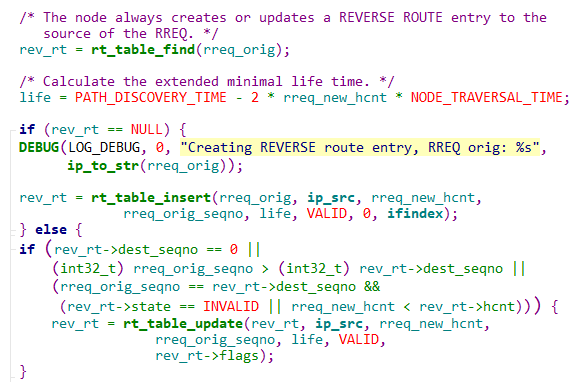 /* The node always creates or updates a REVERSE ROUTE entry to the
source of the RREQ. */
rev_rt = rt_table_find(rreq_orig);
/* Calculate the extended minimal life time. */
life = PATH_DISCOVERY_TIME - 2 * rreq_new_hcnt * NODE_TRAVERSAL_TIME;
if (rev_rt == NULL) {
DEBUG(LOG_DEBUG, 0, "Creating REVERSE route entry, RREQ orig: %s",
ip_to_str(rreq_orig));
rev_rt = rt_table_insert(rreq_orig, ip_src, rreq_new_hcnt,
rreq_orig_seqno, life, VALID, 0, ifindex);
} else {
if (rev_rt->dest_seqno == 0 ||
(int32_t) rreq_orig_seqno > (int32_t) rev_rt->dest_seqno ||
(rreq_orig_seqno == rev_rt->dest_seqno &&
(rev_rt->state == INVALID || rreq_new_hcnt < rev_rt->hcnt))) {
rev_rt = rt_table_update(rev_rt, ip_src, rreq_new_hcnt,
rreq_orig_seqno, life, VALID,
rev_rt->flags);
}